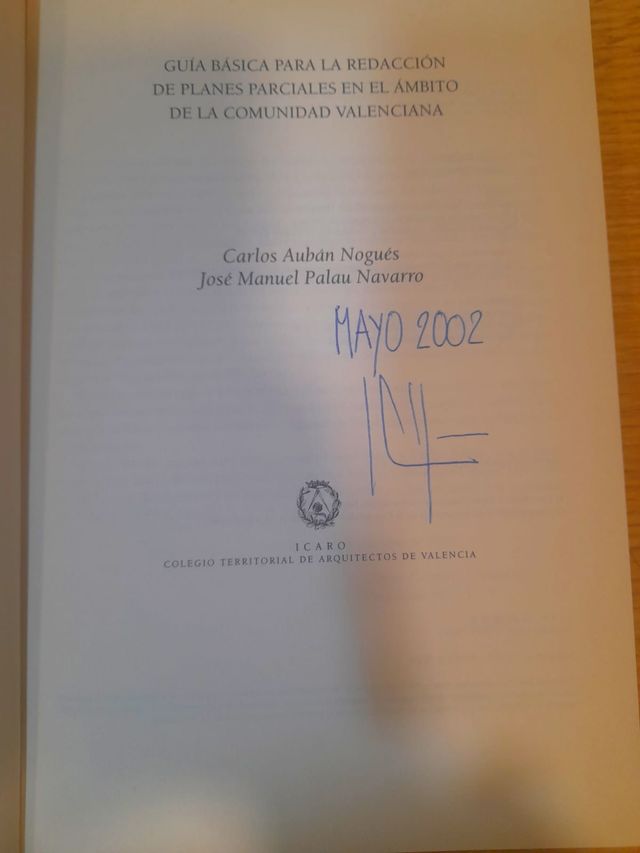 GUÍA BÁSICA PARA LA REDACCIÓN
DE PLANES PARCIALES EN EL ÁMBITO
DE LA COMUNIDAD VALENCIANA
Carlos Aubán Nogués
José Manuel Palau Navarro
MAYO 2002
ICARO
COLEGIO TERRITORIAL DE ARQUITECTOS DE VALENCIA